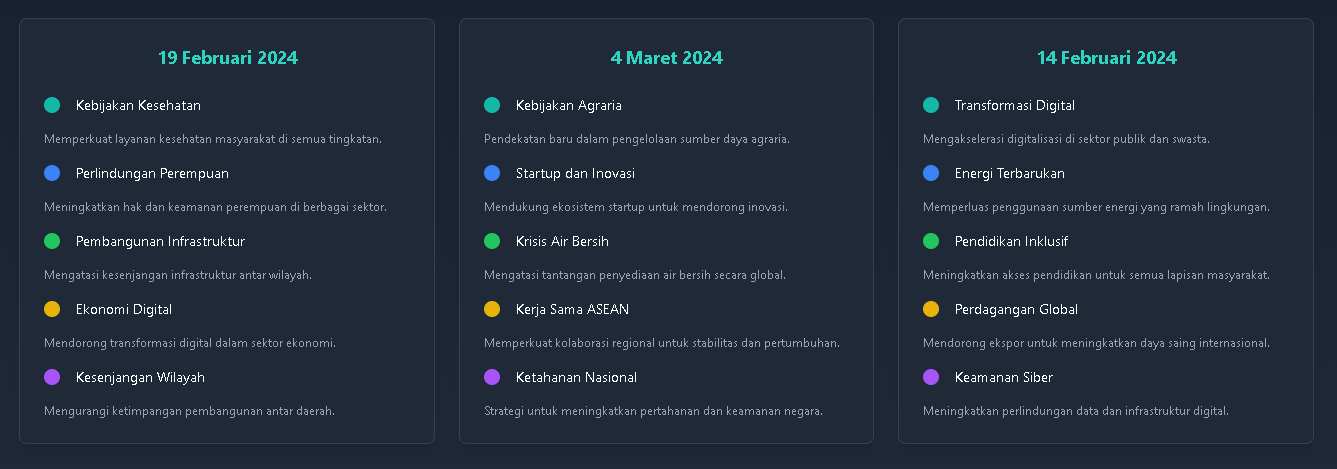 19 Februari 2024
Kebijakan Kesehatan
Memperkuat layanan kesehatan masyarakat di semua tingkatan.
Perlindungan Perempuan
Meningkatkan hak dan keamanan perempuan di berbagai sektor.
Pembangunan Infrastruktur
Mengatasi kesenjangan infrastruktur antar wilayah.
Ekonomi Digital
Mendorong transformasi digital dalam sektor ekonomi.
Kesenjangan Wilayah
Mengurangi ketimpangan pembangunan antar daerah.
4 Maret 2024
Kebijakan Agraria
Pendekatan baru dalam pengelolaan sumber daya agraria.
Startup dan Inovasi
Mendukung ekosistem startup untuk mendorong inovasi.
Krisis Air Bersih
Mengatasi tantangan penyediaan air bersih secara global.
Kerja Sama ASEAN
Memperkuat kolaborasi regional untuk stabilitas dan pertumbuhan.
Ketahanan Nasional
Strategi untuk meningkatkan pertahanan dan keamanan negara.
14 Februari 2024
Transformasi Digital
Mengakselerasi digitalisasi di sektor publik dan swasta.
Energi Terbarukan
Memperluas penggunaan sumber energi yang ramah lingkungan.
Pendidikan Inklusif
Meningkatkan akses pendidikan untuk semua lapisan masyarakat.
Perdagangan Global
Mendorong ekspor untuk meningkatkan daya saing internasional.
Keamanan Siber
Meningkatkan perlindungan data dan infrastruktur digital.